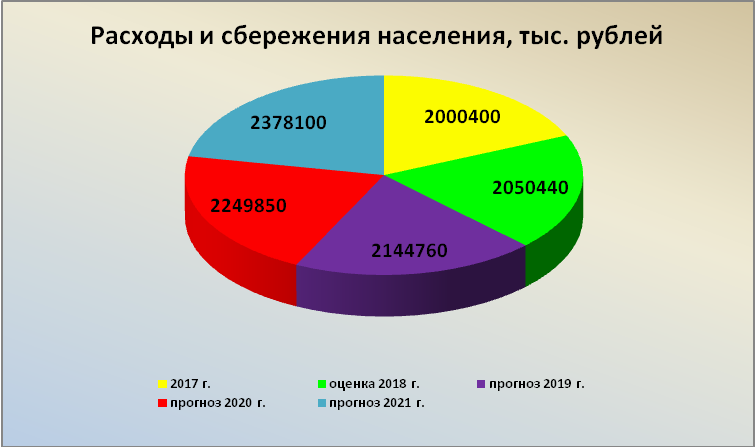 Расходы и сбережения населения, тыс. рублей
2378100
2000400
2050440
2249850
2144760
2017 г.
оценка 2018 г.
прогноз 2019 г.
прогноз 2020 г.
прогноз 2021 г.